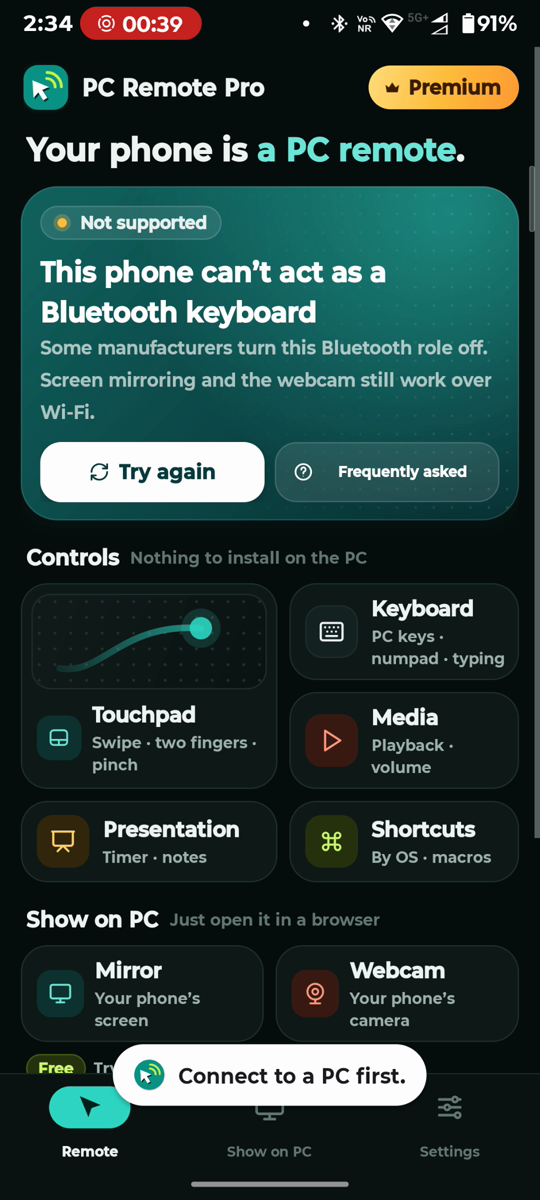 2:34 00:39 Vo NR 5G+ 91%
PC Remote Pro Premium
Your phone is a PC remote.
Not supported
This phone can’t act as a
Bluetooth keyboard
Some manufacturers turn this Bluetooth role off.
Screen mirroring and the webcam still work over
Wi-Fi.
Try again Frequently asked
Controls Nothing to install on the PC
Touchpad
Swipe · two fingers ·
pinch
Keyboard
PC keys ·
numpad · typing
Media
Playback ·
volume
Presentation
Timer · notes
Shortcuts
By OS · macros
Show on PC Just open it in a browser
Mirror
Your phone’s
screen
Webcam
Your phone’s
camera
Free
Connect to a PC first.
Remote Show on PC Settings